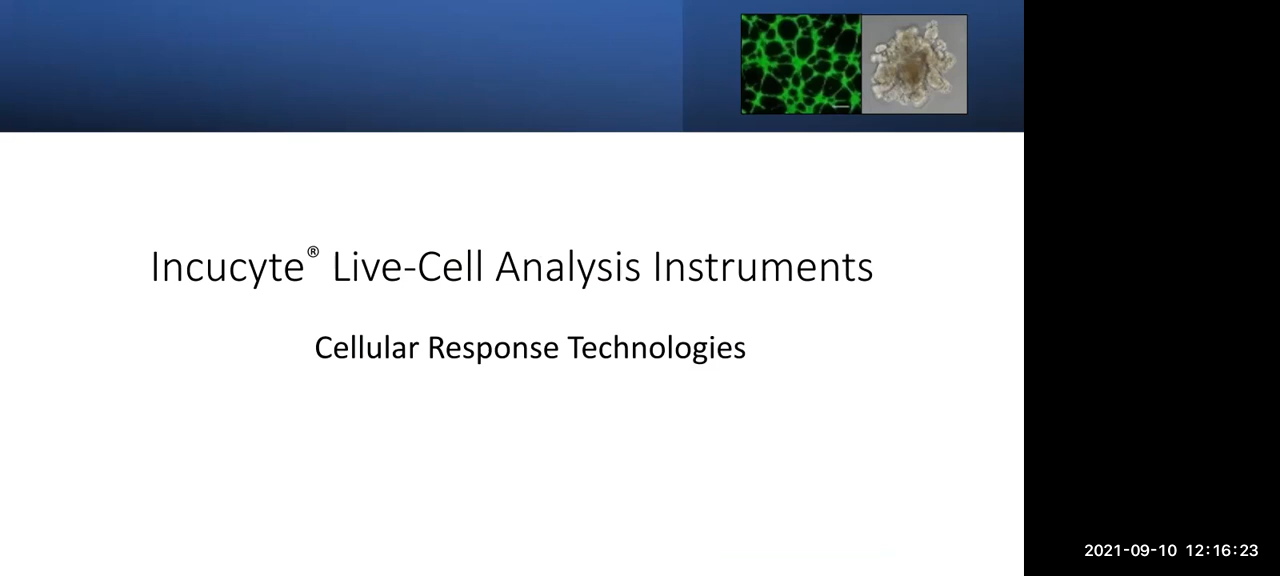 Incucyte® Live-Cell Analysis Instruments
Cellular Response Technologies
2021-09-10 12:16:23